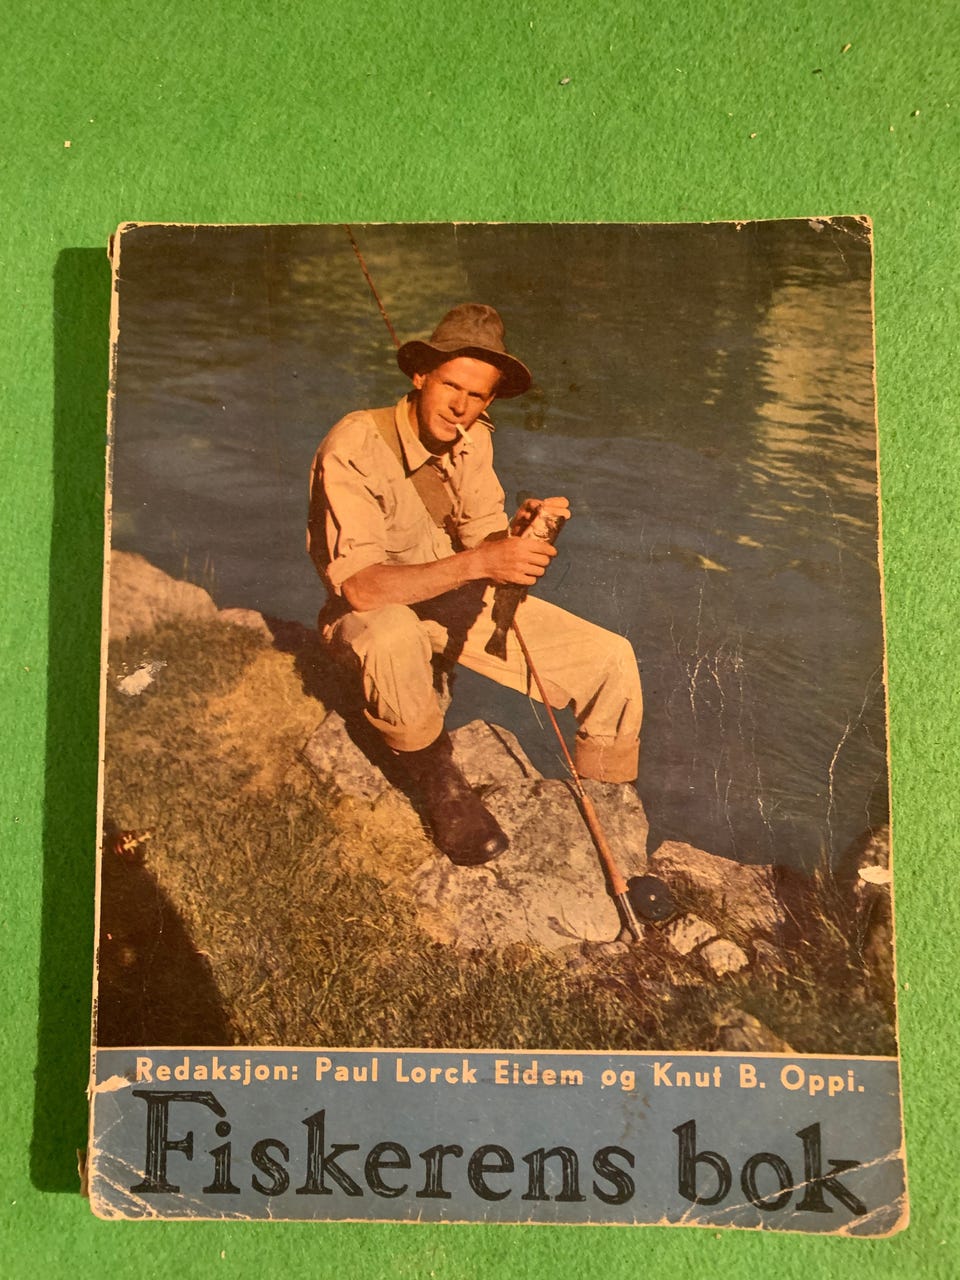 Redaksjon: Paul Lorck Eidem og Knut B. Oppi.
Fiskerens bok